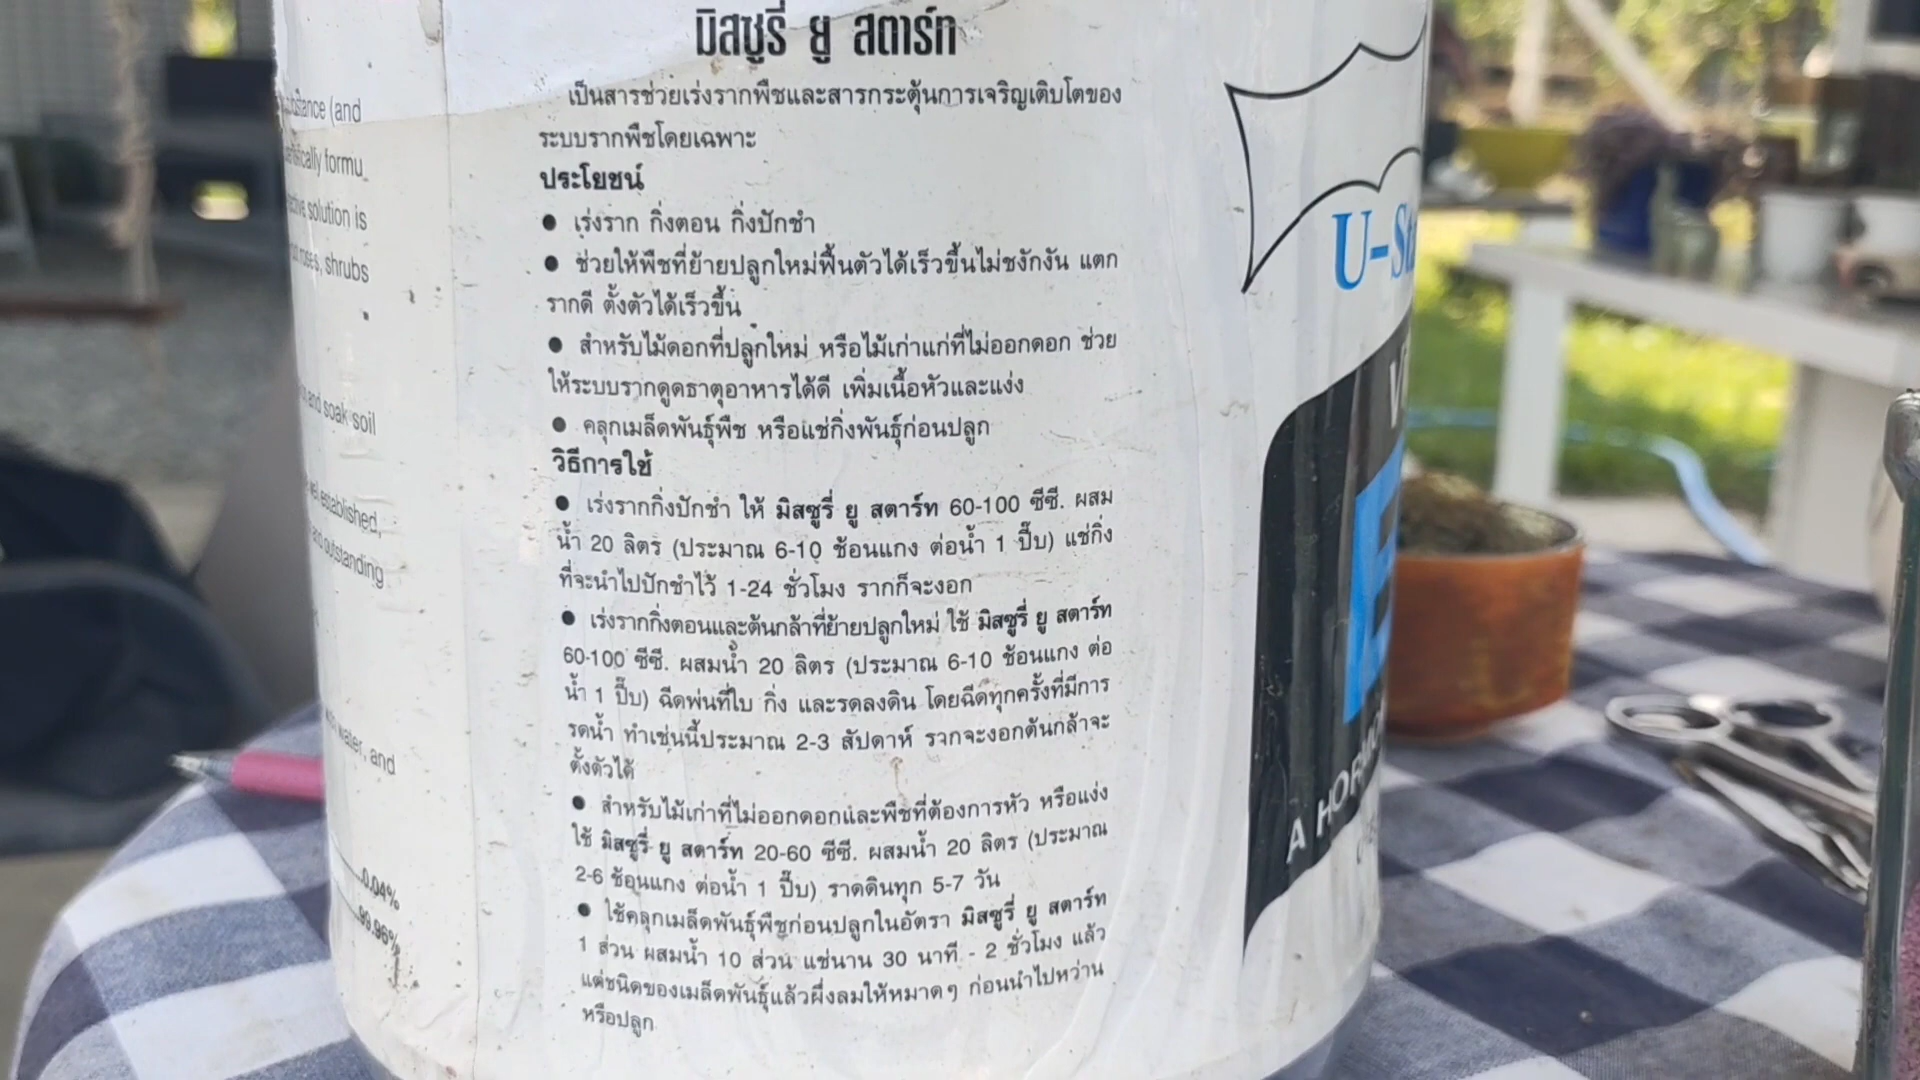 มิสซูรี่ ยู สตาร์ท
เป็นสารช่วยเร่งรากพืชและสารกระตุ้นการเจริญเติบโตของ
ระบบรากพืชโดยเฉพาะ
ประโยชน์
● เร่งราก กิ่งตอน กิ่งปักชำ
● ช่วยให้พืชที่ย้ายปลูกใหม่ฟื้นตัวได้เร็วขึ้นไม่ชงักงัน แตก
รากดี ตั้งตัวได้เร็วขึ้น
● สำหรับไม้ดอกที่ปลูกใหม่ หรือไม้เก่าแก่ที่ไม่ออกดอก ช่วย
ให้ระบบรากดูดธาตุอาหารได้ดี เพิ่มเนื้อหัวและแง่ง
● คลุกเมล็ดพันธุ์พืช หรือแช่กิ่งพันธุ์ก่อนปลูก
วิธีการใช้
● เร่งรากกิ่งปักชำ ให้ มิสซูรี่ ยู สตาร์ท 60-100 ซีซี. ผสม
น้ำ 20 ลิตร (ประมาณ 6-10 ช้อนแกง ต่อน้ำ 1 ปี๊บ) แช่กิ่ง
ที่จะนำไปปักชำไว้ 1-24 ชั่วโมง รากก็จะงอก
● เร่งรากกิ่งตอนและต้นกล้าที่ย้ายปลูกใหม่ ใช้ มิสซูรี่ ยู สตาร์ท
60-100 ซีซี. ผสมน้ำ 20 ลิตร (ประมาณ 6-10 ช้อนแกง ต่อ
น้ำ 1 ปี๊บ) ฉีดพ่นที่ใบ กิ่ง และรดลงดิน โดยฉีดทุกครั้งที่มีการ
รดน้ำ ทำเช่นนี้ประมาณ 2-3 สัปดาห์ รากจะงอกต้นกล้าจะ
ตั้งตัวได้
● สำหรับไม้เก่าที่ไม่ออกดอกและพืชที่ต้องการหัว หรือแง่ง
ใช้ มิสซูรี่ ยู สตาร์ท 20-60 ซีซี. ผสมน้ำ 20 ลิตร (ประมาณ
2-6 ช้อนแกง ต่อน้ำ 1 ปี๊บ) ราดดินทุก 5-7 วัน
● ใช้คลุกเมล็ดพันธุ์พืชก่อนปลูกในอัตรา มิสซูรี่ ยู สตาร์ท
1 ส่วน ผสมน้ำ 10 ส่วน แช่นาน 30 นาที - 2 ชั่วโมง แล้ว
แต่ชนิดของเมล็ดพันธุ์แล้วผึ่งลมให้หมาดๆ ก่อนนำไปหว่าน
หรือปลูก
(and
formu
solution is
roses, shrubs
and soak soil
established,
and outstanding
water, and
0.04%
99.96%
A